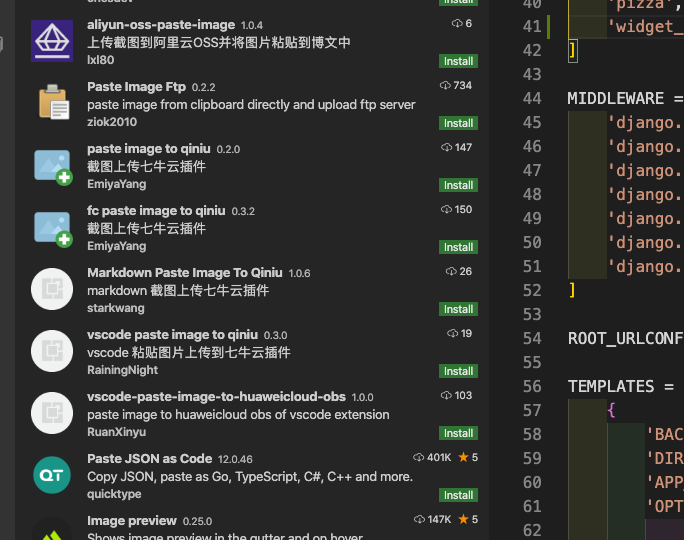 Install
aliyun-oss-paste-image 1.0.4 6
上传截图到阿里云OSS并将图片粘贴到博文中
lxl80 Install
Paste Image Ftp 0.2.2 734
paste image from clipboard directly and upload ftp server
ziok2010 Install
paste image to qiniu 0.2.0 147
截图上传七牛云插件
EmiyaYang Install
fc paste image to qiniu 0.3.2 150
截图上传七牛云插件
EmiyaYang Install
Markdown Paste Image To Qiniu 1.0.6 26
markdown 截图上传七牛云插件
starkwang Install
vscode paste image to qiniu 0.3.0 19
vscode 粘贴图片上传到七牛云插件
RainingNight Install
vscode-paste-image-to-huaweicloud-obs 1.0.0 103
paste image to huaweicloud obs of vscode extension
RuanXinyu Install
QT
Paste JSON as Code 12.0.46 401K ★ 5
Copy JSON, paste as Go, TypeScript, C#, C++ and more.
quicktype Install
Image preview 0.25.0 147K ★ 5
Shows image preview in the gutter and on hover
40 'pizza',
41 'widget_
42 ]
43
44 MIDDLEWARE =
45 'django.
46 'django.
47 'django.
48 'django.
49 'django.
50 'django.
51 'django.
52 ]
53
54 ROOT_URLCONF
55
56 TEMPLATES =
57 {
58 'BAC
59 'DIR
60 'APP_
61 'OPT
62